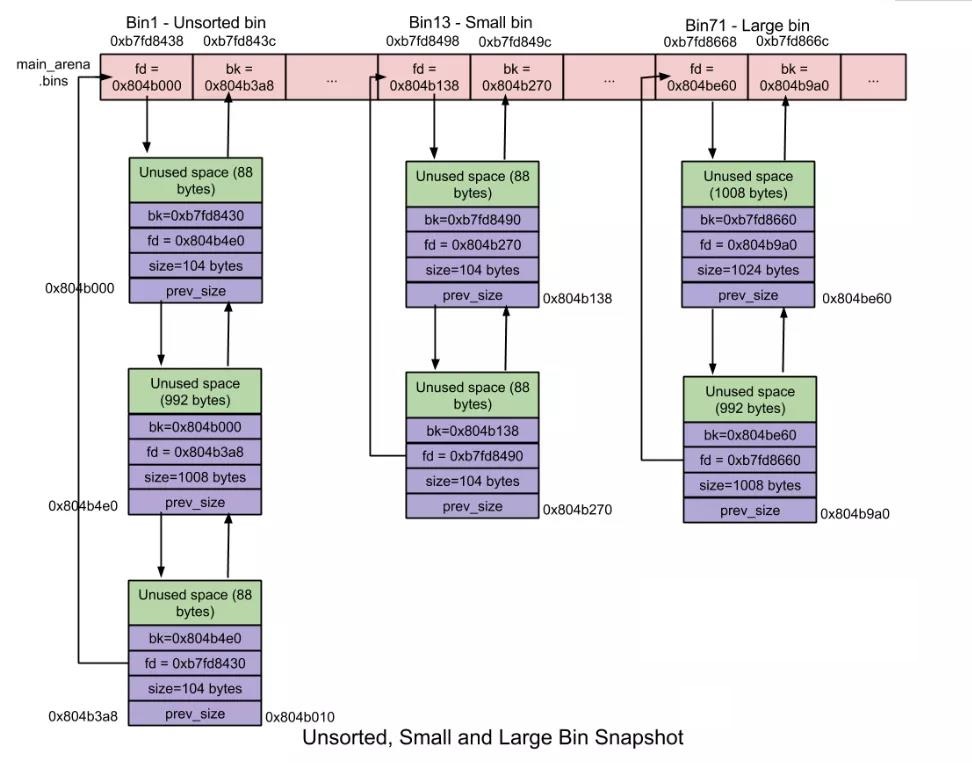 Bin1 - Unsorted bin
0xb7fd8438 0xb7fd843c
Bin13 - Small bin
0xb7fd8498 0xb7fd849c
Bin71 - Large bin
0xb7fd8668 0xb7fd866c
main_arena
.bins
fd =
0x804b000
bk =
0x804b3a8
...
fd =
0x804b138
bk =
0x804b270
...
fd =
0x804be60
bk =
0x804b9a0
...
Unused space (88
bytes)
bk=0xb7fd8430
fd = 0x804b4e0
size=104 bytes
prev_size
0x804b000
Unused space
(992 bytes)
bk=0x804b000
fd = 0x804b3a8
size=1008 bytes
prev_size
0x804b4e0
Unused space (88
bytes)
bk=0x804b4e0
fd = 0xb7fd8430
size=104 bytes
prev_size
0x804b3a8
0x804b010
Unused space (88
bytes)
bk=0xb7fd8490
fd = 0x804b270
size=104 bytes
prev_size
0x804b138
Unused space (88
bytes)
bk=0x804b138
fd = 0xb7fd8490
size=104 bytes
prev_size
0x804b270
Unused space
(1008 bytes)
bk=0xb7fd8660
fd = 0x804b9a0
size=1024 bytes
prev_size
0x804be60
Unused space
(992 bytes)
bk=0x804be60
fd = 0xb7fd8660
size=1008 bytes
prev_size
0x804b9a0
Unsorted, Small and Large Bin Snapshot